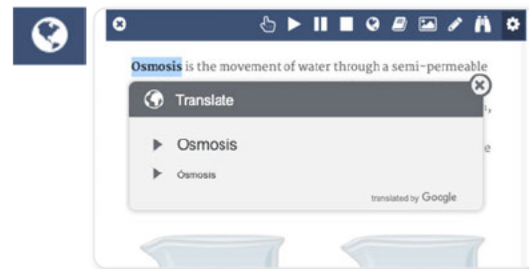 Osmosis is the movement of water through a semi-permeable
Translate
Osmosis
Ósmosis
translated by Google